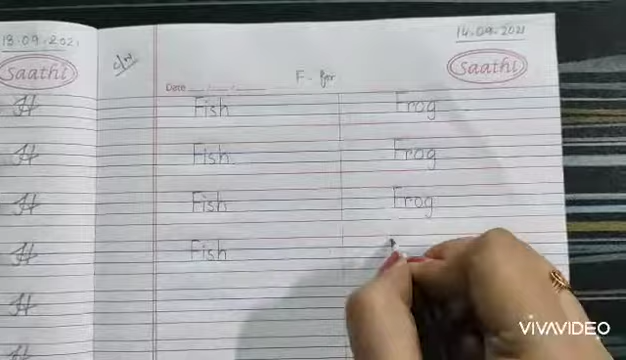 13.09.2021
Saathi
H
H
H
H
H
H
C/W
14.09.2021
Saathi
Date
F - for
Fish Frog
Fish Frog
Fish Frog
Fish
VIVAVIDEO